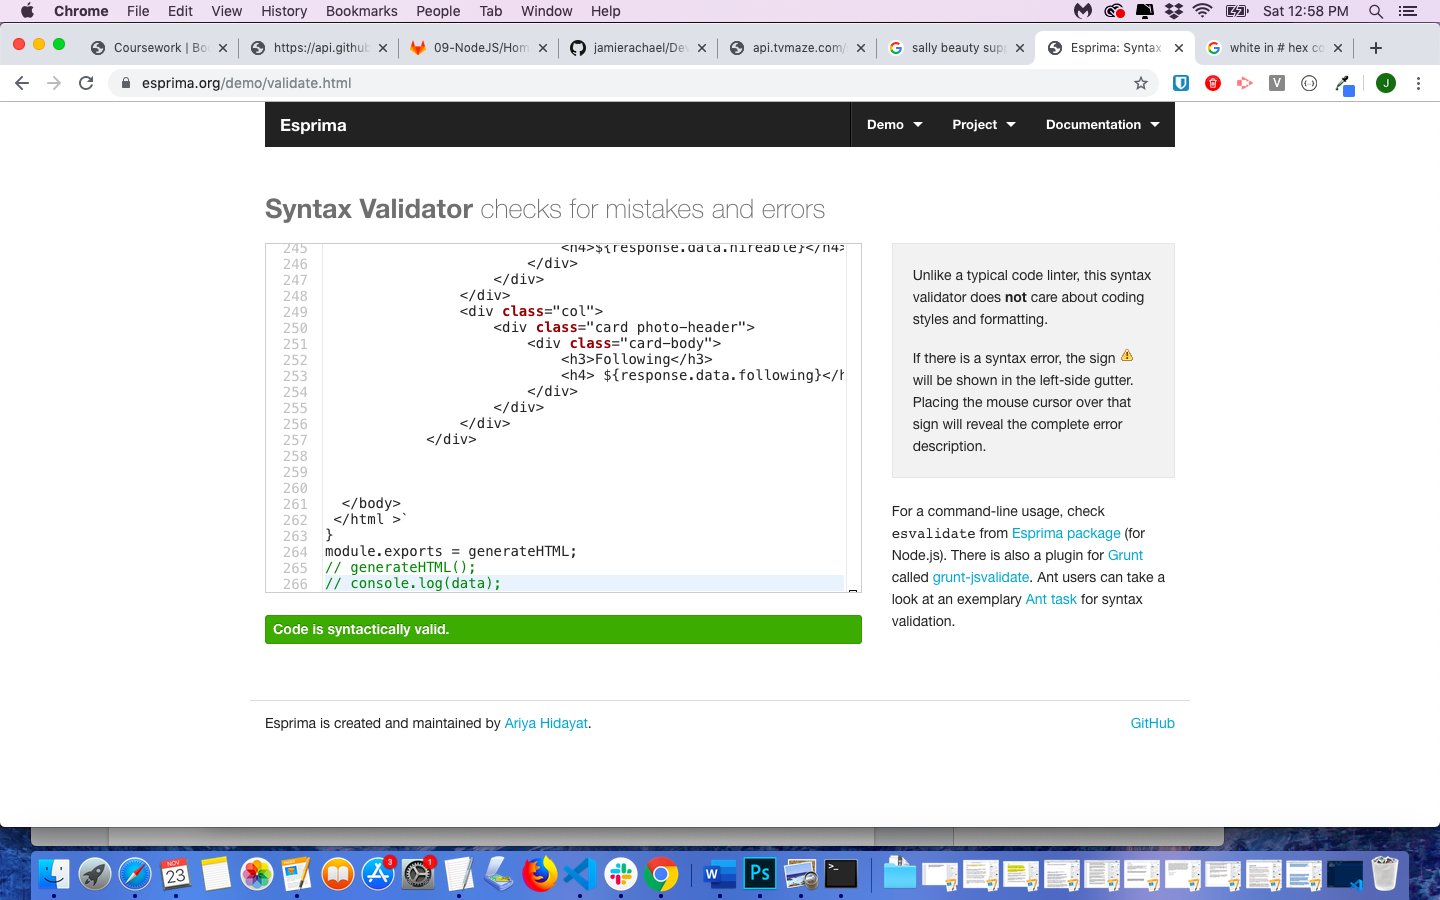 Chrome File Edit View History Bookmarks People Tab Window Help Sat 12:58 PM
Coursework | Bo https://api.github 09-NodeJS/Hom jamierachael/De api.tvmaze.com/ sally beauty sup Esprima: Syntax white in # hex co
esprima.org/demo/validate.html
V
J
Esprima Demo Project Documentation
Syntax Validator checks for mistakes and errors
245 <h4>${response.data.hireable}</h4>
246 </div>
247 </div>
248 </div>
249 <div class="col">
250 <div class="card photo-header">
251 <div class="card-body">
252 <h3>Following</h3>
253 <h4> ${response.data.following}</h
254 </div>
255 </div>
256 </div>
257 </div>
258
259
260
261 </body>
262 </html >`
263 }
264 module.exports = generateHTML;
265 // generateHTML();
266 // console.log(data);
Code is syntactically valid.
Unlike a typical code linter, this syntax
validator does not care about coding
styles and formatting.
If there is a syntax error, the sign
will be shown in the left-side gutter.
Placing the mouse cursor over that
sign will reveal the complete error
description.
For a command-line usage, check
esvalidate from Esprima package (for
Node.js). There is also a plugin for Grunt
called grunt-jsvalidate. Ant users can take a
look at an exemplary Ant task for syntax
validation.
Esprima is created and maintained by Ariya Hidayat.
GitHub
NOV
23
3
1
W
Ps
>_